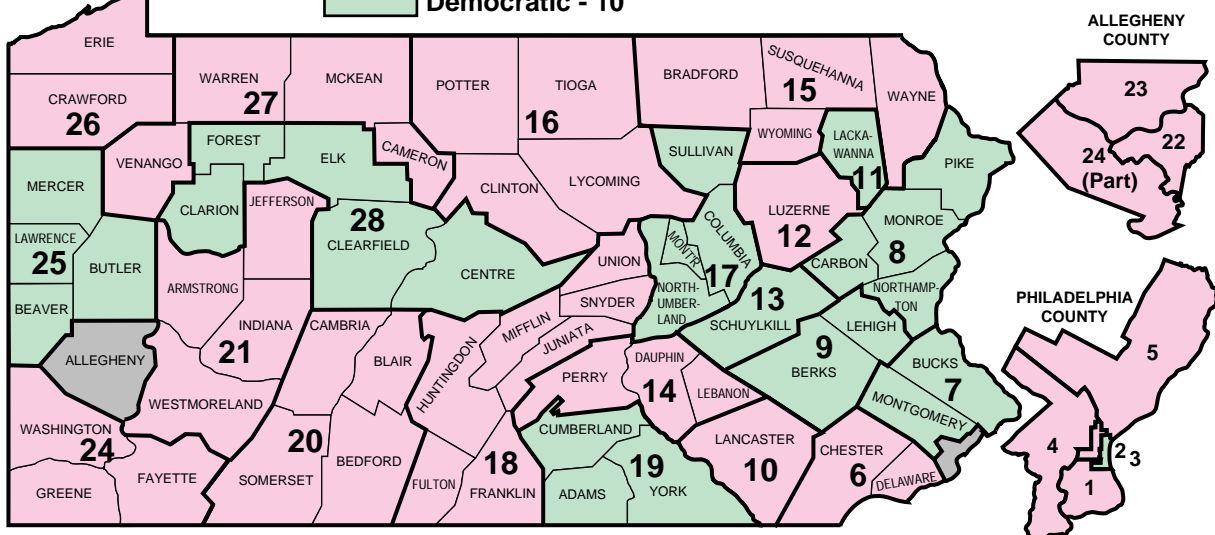 Democratic - 10
ERIE
CRAWFORD
26
WARREN
27
MCKEAN
POTTER
TIOGA
16
BRADFORD
SUSQUEHANNA
15
WAYNE
ALLEGHENY
COUNTY
23
22
24
(Part)
VENANGO
FOREST
ELK
CAMERON
CLINTON
LYCOMING
SULLIVAN
WYOMING
LACKA-
WANNA
11
PIKE
MERCER
CLARION
JEFFERSON
28
CLEARFIELD
CENTRE
UNION
MONTR
COLUMBIA
17
LUZERNE
12
MONROE
8
CARBON
LAWRENCE
25
BUTLER
BEAVER
ARMSTRONG
INDIANA
21
CAMBRIA
BLAIR
HUNTINGDON
MIFFLIN
SNYDER
JUNIATA
NORTH-
UMBER-
LAND
13
SCHUYLKILL
NORTHAMP-
TON
LEHIGH
PHILADELPHIA
COUNTY
5
4
2
3
1
ALLEGHENY
WESTMORELAND
PERRY
DAUPHIN
14
LEBANON
9
BERKS
BUCKS
7
MONTGOMERY
WASHINGTON
24
GREENE
FAYETTE
20
SOMERSET
BEDFORD
FULTON
18
FRANKLIN
CUMBERLAND
19
ADAMS
YORK
LANCASTER
10
CHESTER
6
DELAWARE